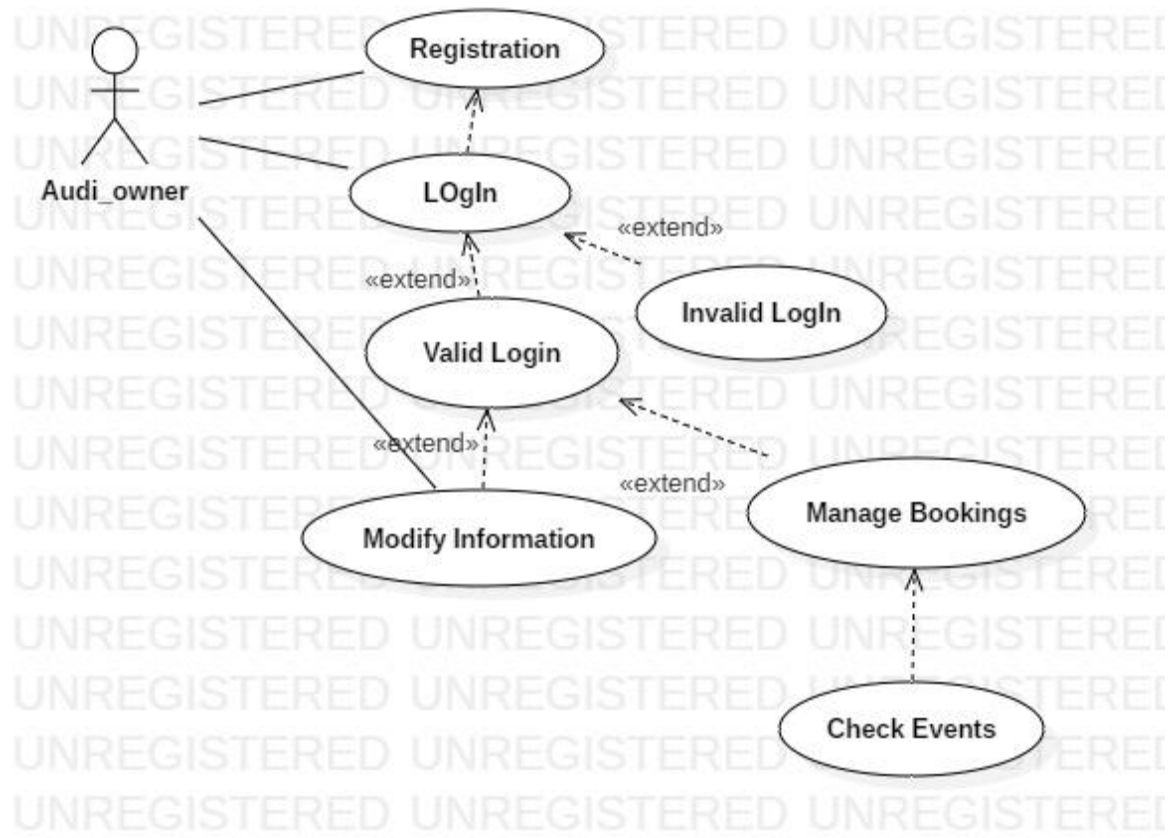 Registration
Audi_owner
LOgIn
«extend»
«extend»
Invalid LogIn
Valid Login
«extend»
«extend»
Manage Bookings
Modify Information
Check Events
UNREGISTERED UNREGISTERED UNREGISTERED